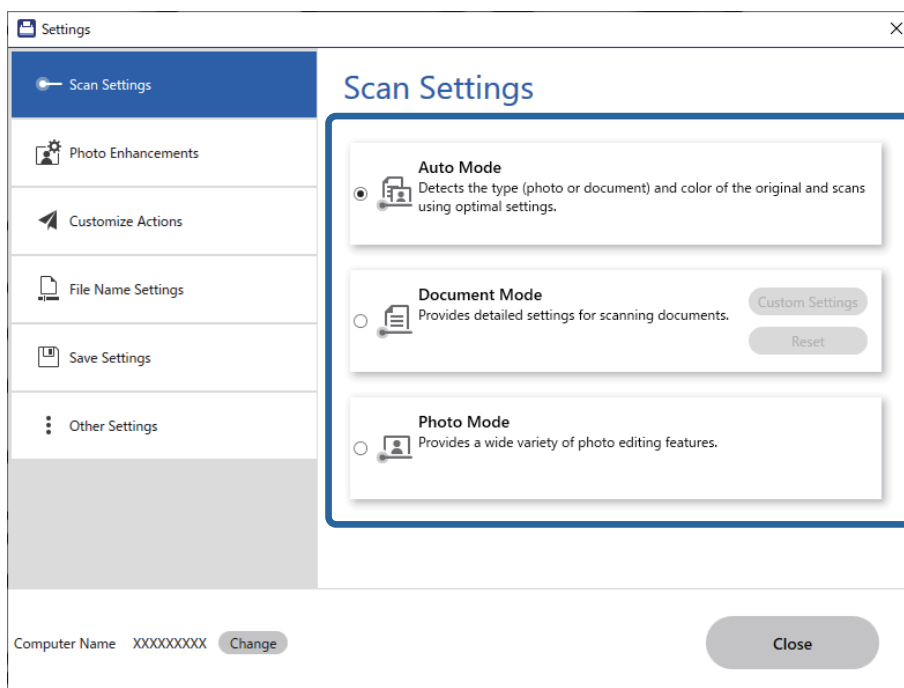 Settings
Scan Settings
Photo Enhancements
Customize Actions
File Name Settings
Save Settings
Other Settings
Scan Settings
Auto Mode
Detects the type (photo or document) and color of the original and scans
using optimal settings.
Document Mode
Provides detailed settings for scanning documents.
Custom Settings
Reset
Photo Mode
Provides a wide variety of photo editing features.
Computer Name XXXXXXXXX Change
Close